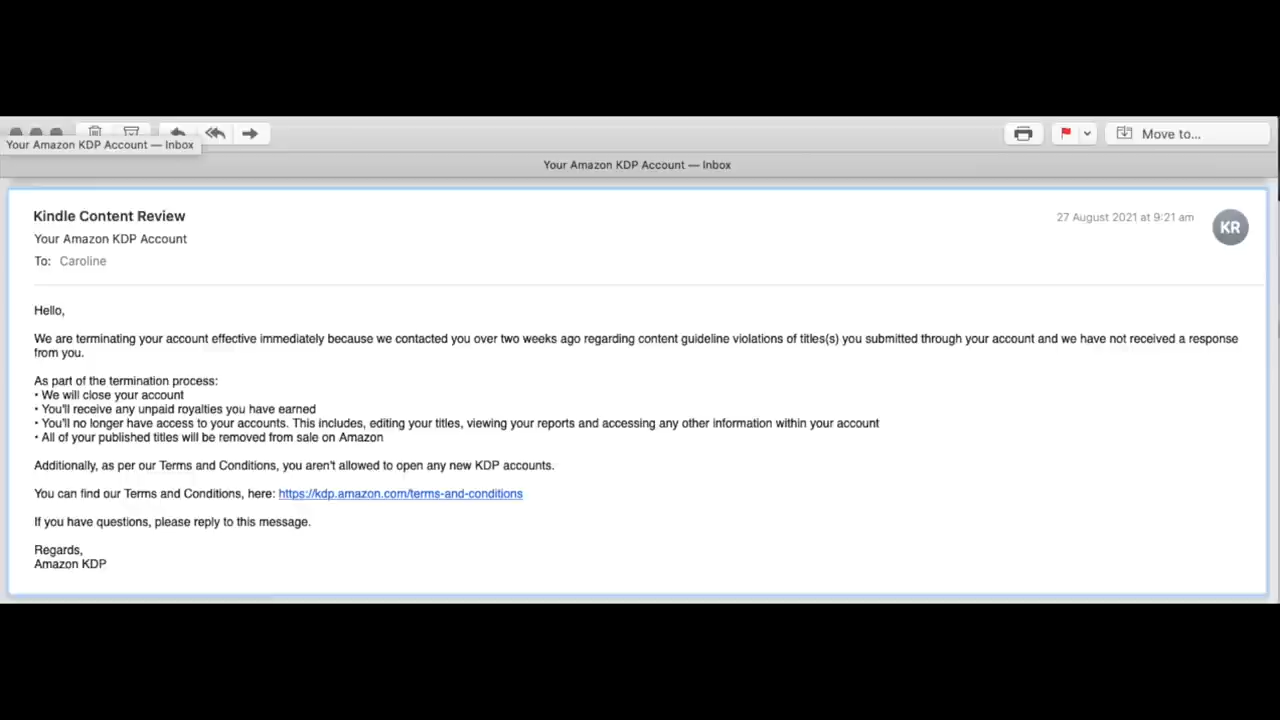 Your Amazon KDP Account — Inbox
Move to...
Your Amazon KDP Account — Inbox
Kindle Content Review
27 August 2021 at 9:21 am
KR
Your Amazon KDP Account
To: Caroline
Hello,
We are terminating your account effective immediately because we contacted you over two weeks ago regarding content guideline violations of titles(s) you submitted through your account and we have not received a response
from you.
As part of the termination process:
• We will close your account
• You'll receive any unpaid royalties you have earned
• You'll no longer have access to your accounts. This includes, editing your titles, viewing your reports and accessing any other information within your account
• All of your published titles will be removed from sale on Amazon
Additionally, as per our Terms and Conditions, you aren't allowed to open any new KDP accounts.
You can find our Terms and Conditions, here: https://kdp.amazon.com/terms-and-conditions
If you have questions, please reply to this message.
Regards,
Amazon KDP